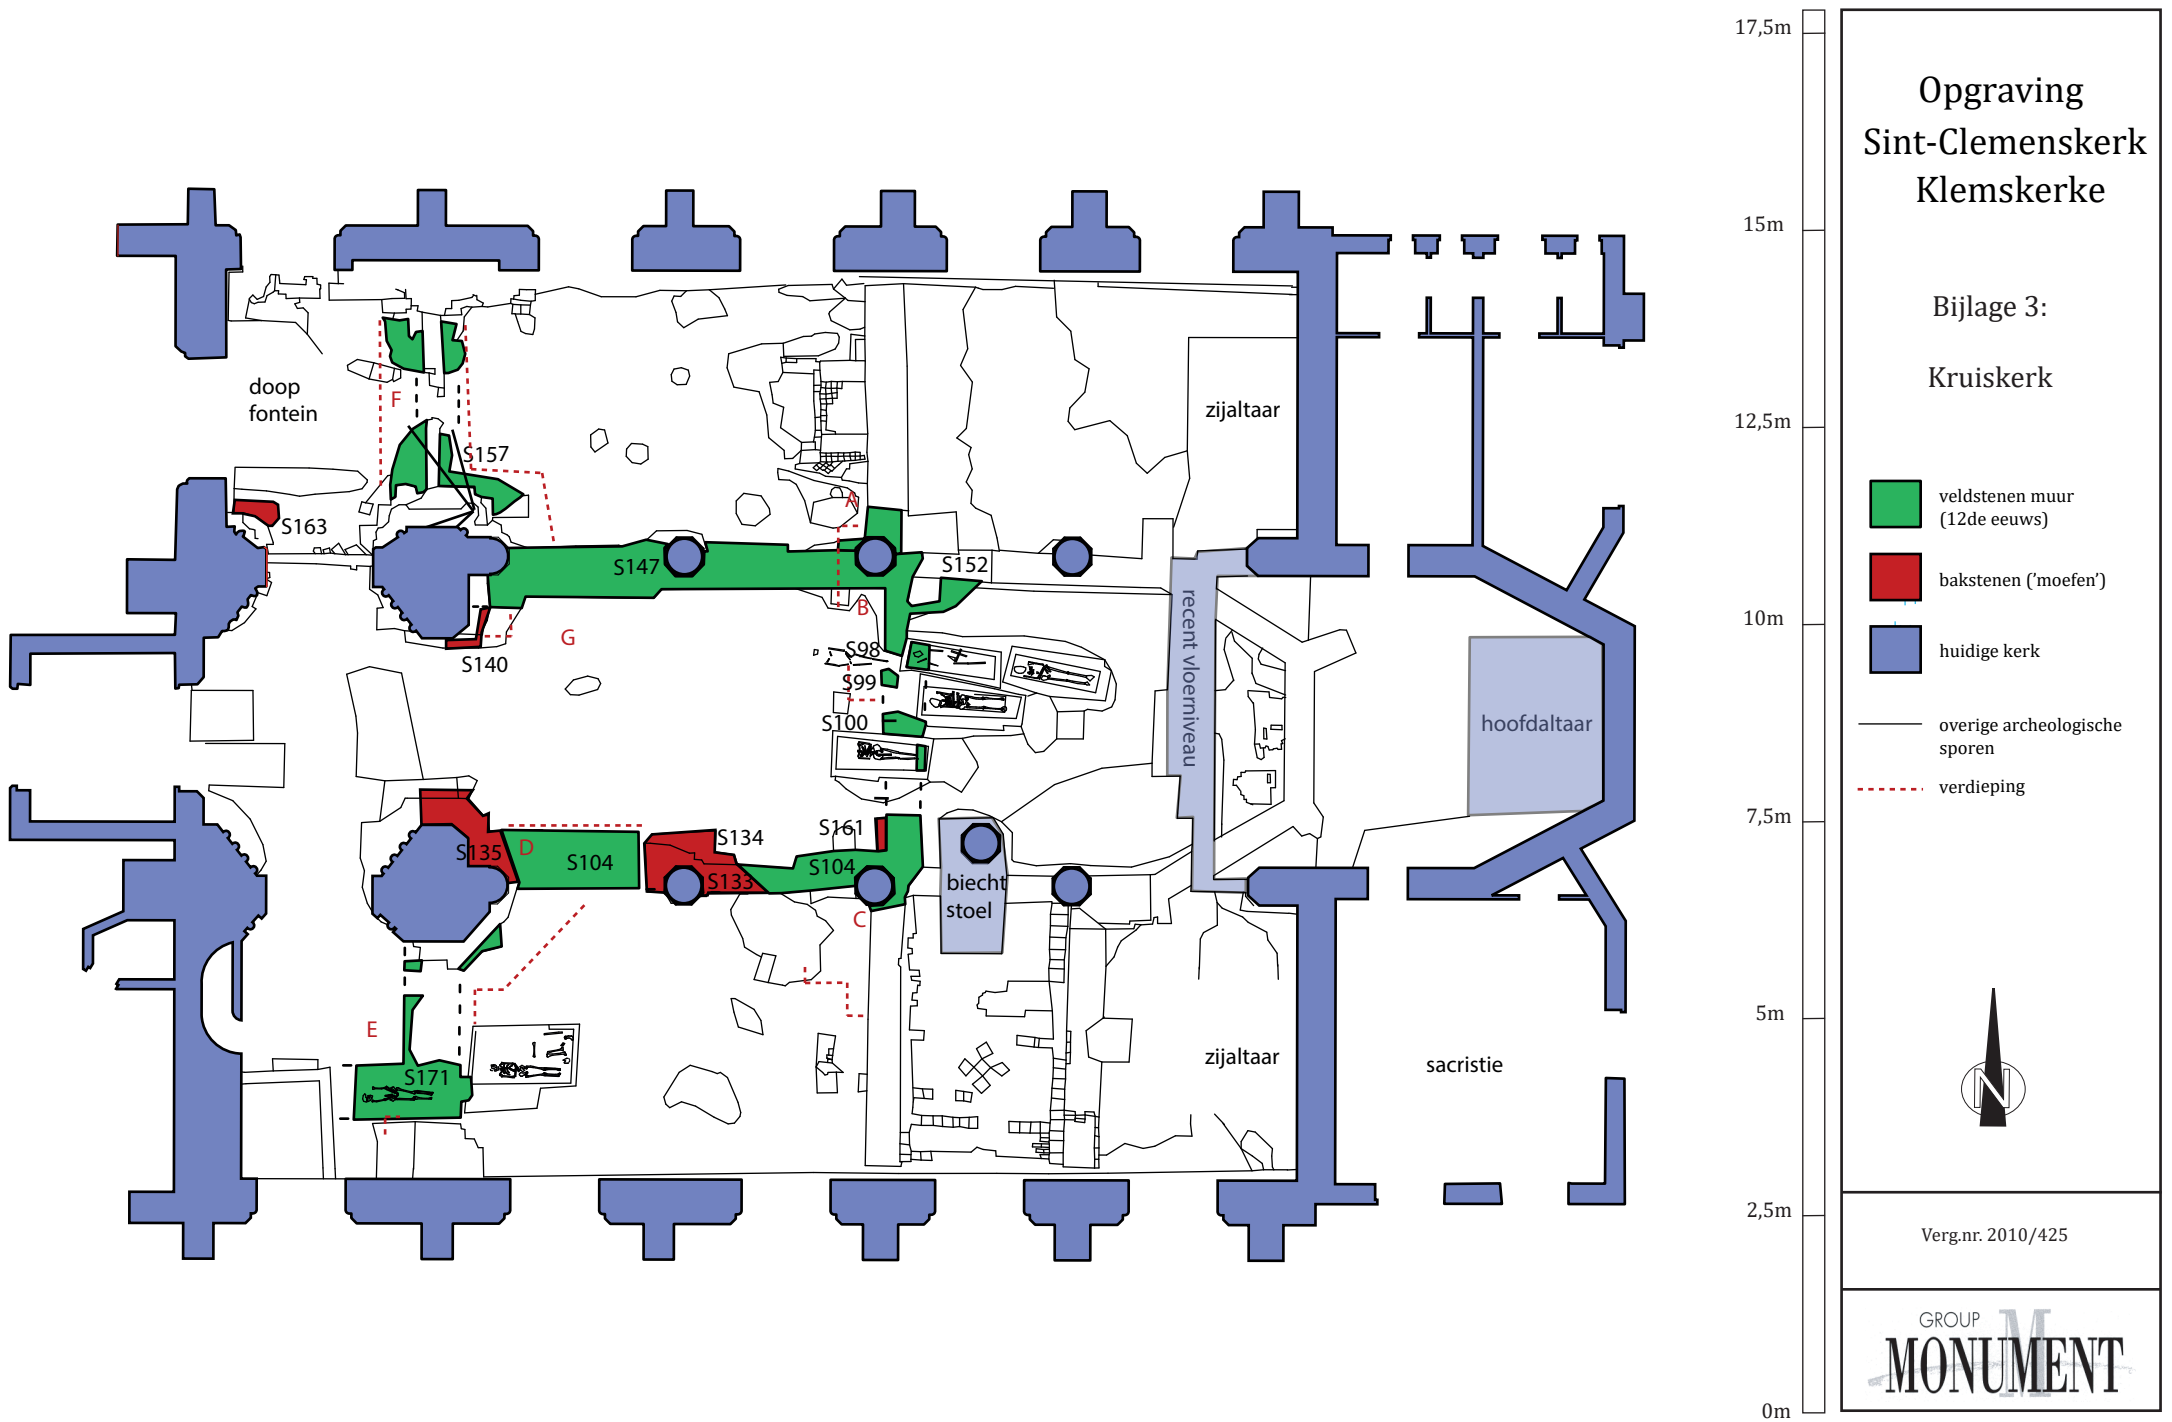 17,5m
15m
12,5m
10m
7,5m
5m
2,5m
0m
Opgraving
Sint-Clemenskerk
Klemskerke
Bijlage 3:
Kruiskerk
veldstenen muur
(12de eeuws)
bakstenen ('moefen')
huidige kerk
overige archeologische
sporen
verdieping
N
Verg.nr. 2010/425
GROUP
M
MONUMENT
doop
fontein
F
S157
S163
A
zijaltaar
S147
S152
B
G
S140
S98
S99
S100
recent vloerniveau
hoofdaltaar
S135
D
S104
S134
S133
S161
S104
C
biecht
stoel
E
S171
zijaltaar
sacristie